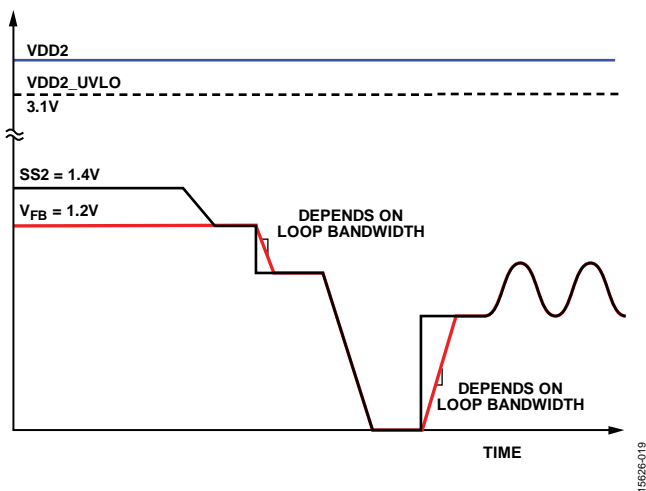 VDD2
VDD2_UVLO
3.1V
SS2 = 1.4V
VFB = 1.2V
DEPENDS ON
LOOP BANDWIDTH
DEPENDS ON
LOOP BANDWIDTH
TIME
15626-019